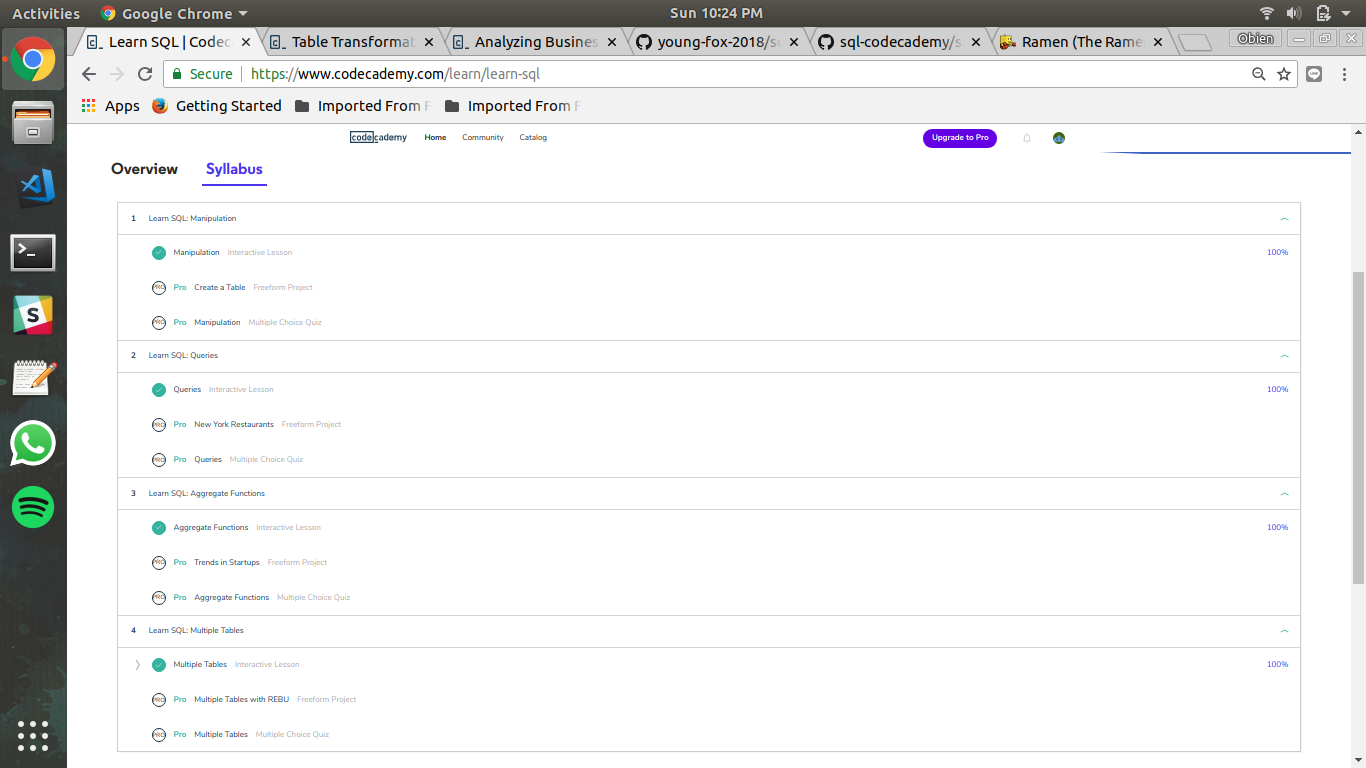 Activities Google Chrome Sun 10:24 PM
Learn SQL | Codec Table Transformat Analyzing Busines young-fox-2018/s sql-codecademy/s Ramen (The Rame Obien
Secure https://www.codecademy.com/learn/learn-sql
Apps Getting Started Imported From F Imported From F
codecademy Home Community Catalog Upgrade to Pro
Overview Syllabus
1 Learn SQL: Manipulation
Manipulation Interactive Lesson 100%
PRO Pro Create a Table Freeform Project
PRO Pro Manipulation Multiple Choice Quiz
2 Learn SQL: Queries
Queries Interactive Lesson 100%
PRO Pro New York Restaurants Freeform Project
PRO Pro Queries Multiple Choice Quiz
3 Learn SQL: Aggregate Functions
Aggregate Functions Interactive Lesson 100%
PRO Pro Trends in Startups Freeform Project
PRO Pro Aggregate Functions Multiple Choice Quiz
4 Learn SQL: Multiple Tables
Multiple Tables Interactive Lesson 100%
PRO Pro Multiple Tables with REBU Freeform Project
PRO Pro Multiple Tables Multiple Choice Quiz